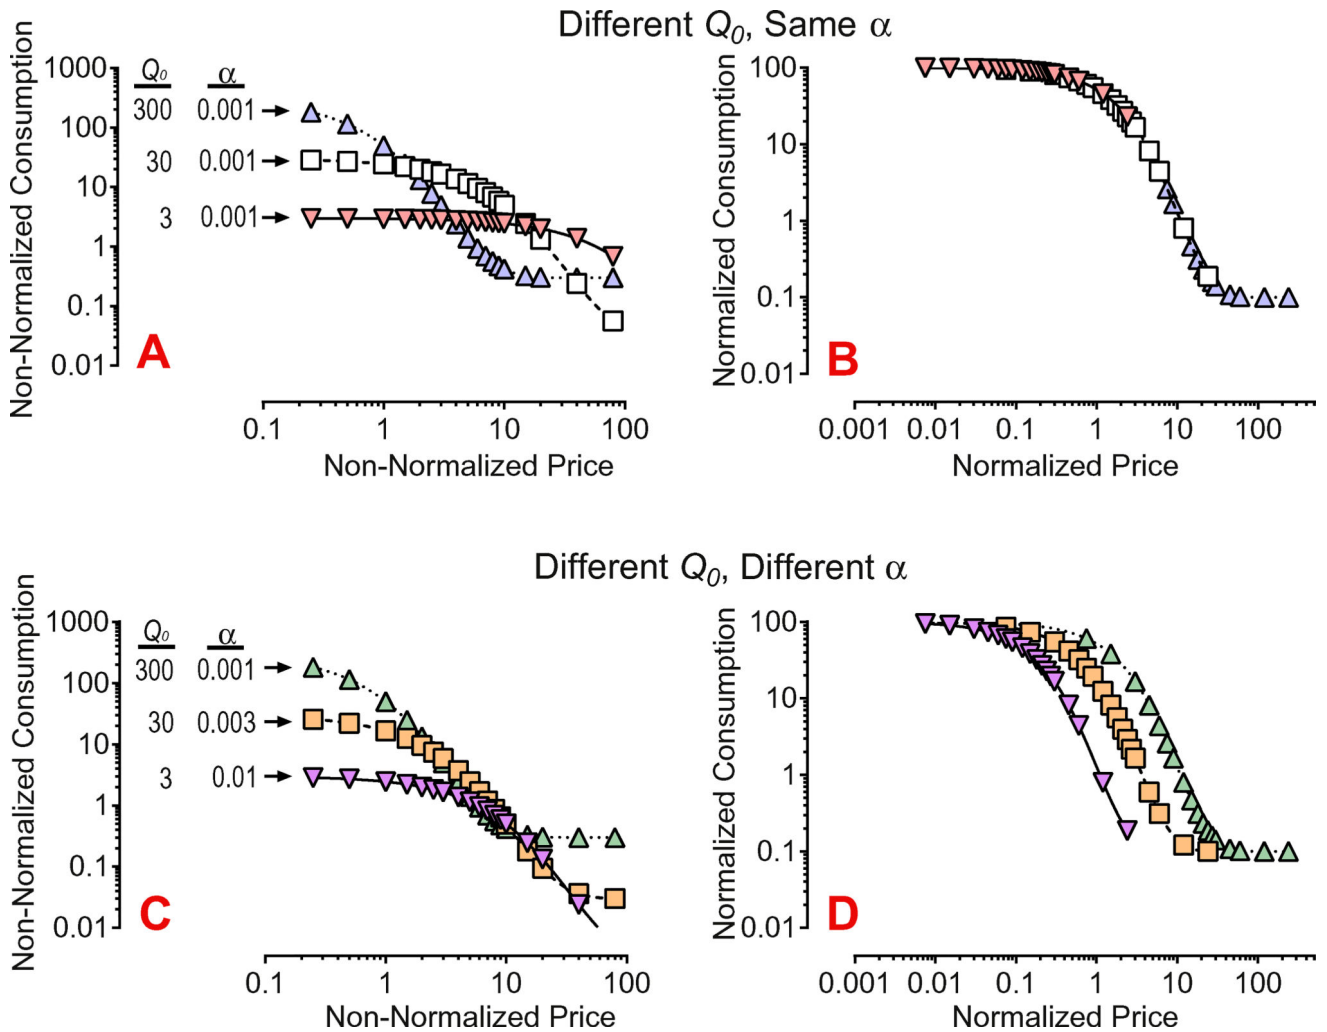 Different Q0, Same α
Non-Normalized Consumption
1000
100
10
1
0.1
0.01
Q0 α
300 0.001
30 0.001
3 0.001
A
0.1 1 10 100
Non-Normalized Price
Normalized Consumption
100
10
1
0.1
0.01
B
0.001 0.01 0.1 1 10 100
Normalized Price
Different Q0, Different α
Non-Normalized Consumption
1000
100
10
1
0.1
0.01
Q0 α
300 0.001
30 0.003
3 0.01
C
0.1 1 10 100
Non-Normalized Price
Normalized Consumption
100
10
1
0.1
0.01
D
0.001 0.01 0.1 1 10 100
Normalized Price